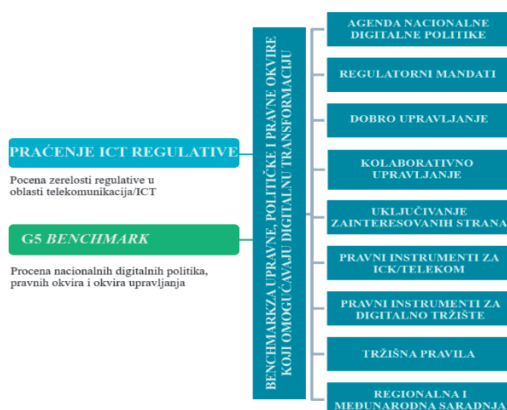 PRAĆENJE ICT REGULATIVE
Pocena zerelosti regulative u
oblasti telekomunikacija/ICT
G5 BENCHMARK
Procena nacionalnih digitalnih politika,
pravnih okvira i okvira upravljanja
BENCHMARKZA UPRAVNE, POLITIČKE I PRAVNE OKVIRE
KOJI OMOGUČAVAJU DIGITALNU TRANSFORMACIJU
AGENDA NACIONALNE
DIGITALNE POLITIKE
REGULATORNI MANDATI
DOBRO UPRAVLJANJE
KOLABORATIVNO
UPRAVLJANJE
UKLJUČIVANJE
ZAINTERESOVANIH STRANA
PRAVNI INSTRUMENTI ZA
ICK/TELEKOM
PRAVNI INSTRUMENTI ZA
DIGITALNO TRŽIŠTE
TRŽIŠNA PRAVILA
REGIONALNA I
MEĐUNARODNA SARADNJA